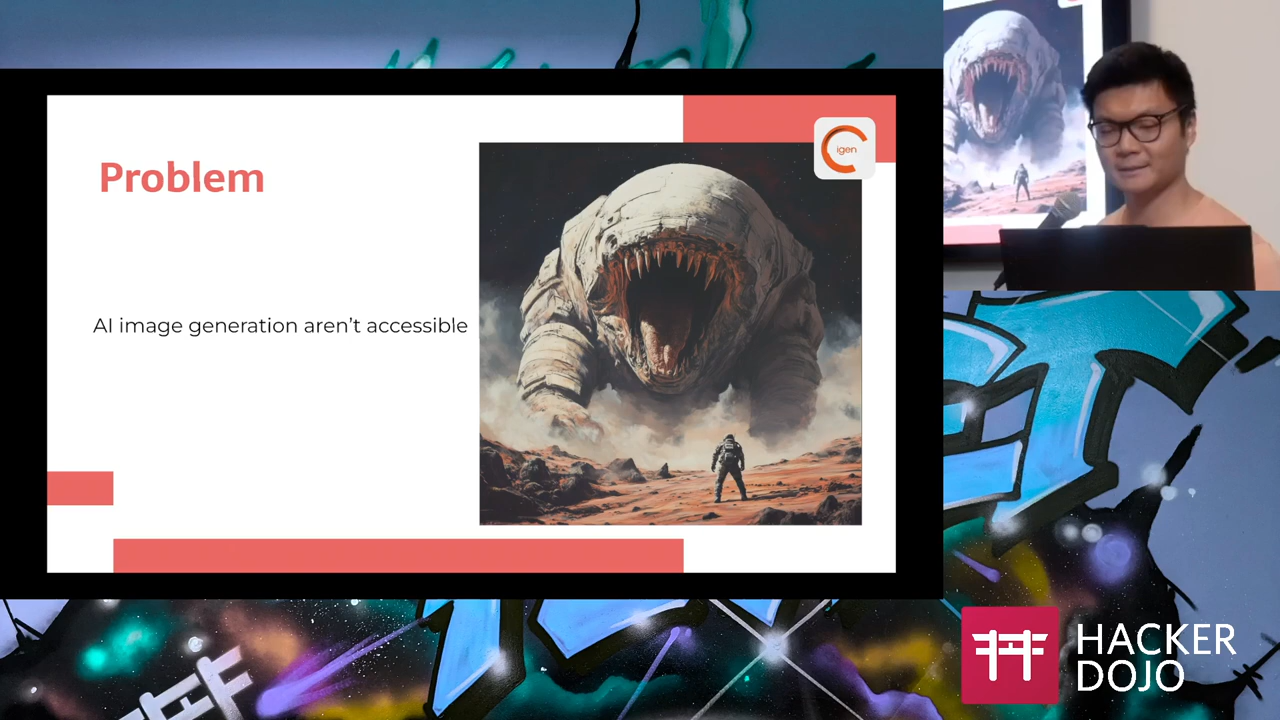 Problem
igen
AI image generation aren't accessible
HACKER
DOJO